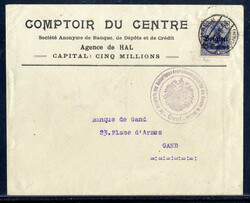 COMPTOIR DU CENTRE
Société Anonyme de Banque, de Dépôts et de Crédit
Agence de HAL
CAPITAL: CINQ MILLIONS
Banque de Gand
23, Place d'Armes
GAND